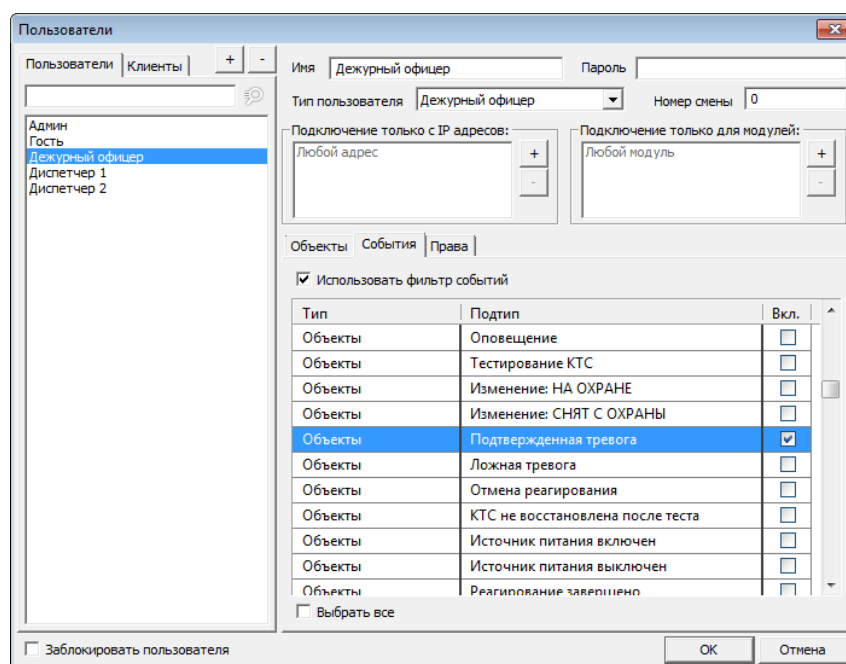 Пользователи
Пользователи Клиенты + -
Имя Дежурный офицер Пароль
Тип пользователя Дежурный офицер Номер смены 0
Админ
Гость
Дежурный офицер
Диспетчер 1
Диспетчер 2
Подключение только с IP адресов: Подключение только для модулей:
Любой адрес + Любой модуль +
- -
Объекты События Права
Использовать фильтр событий
Тип Подтип Вкл.
Объекты Оповещение
Объекты Тестирование КТС
Объекты Изменение: НА ОХРАНЕ
Объекты Изменение: СНЯТ С ОХРАНЫ
Объекты Подтвержденная тревога
Объекты Ложная тревога
Объекты Отмена реагирования
Объекты КТС не восстановлена после теста
Объекты Источник питания включен
Объекты Источник питания выключен
Объекты Реагирование завершено
Выбрать все
Заблокировать пользователя ОК Отмена